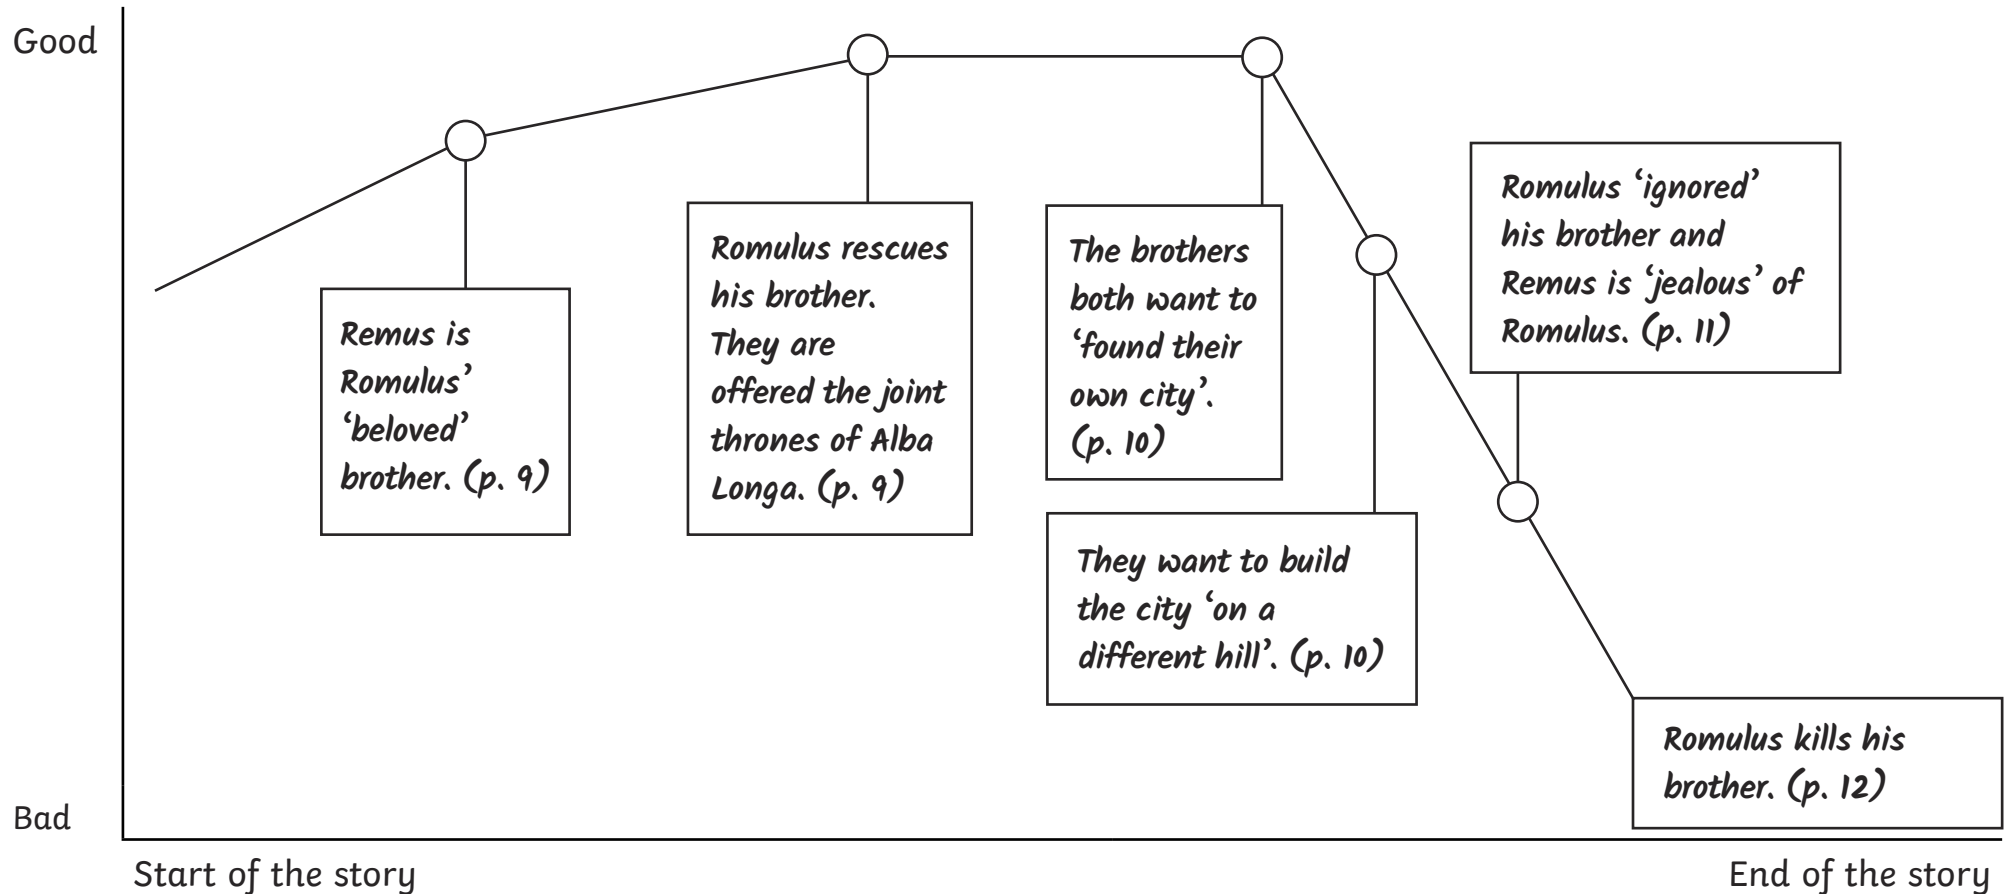 Good
Remus is
Romulus’
‘beloved’
brother. (p. 9)
Romulus rescues
his brother.
They are
offered the joint
thrones of Alba
Longa. (p. 9)
The brothers
both want to
‘found their
own city’.
(p. 10)
They want to build
the city ‘on a
different hill’. (p. 10)
Romulus ‘ignored’
his brother and
Remus is ‘jealous’ of
Romulus. (p. 11)
Romulus kills his
brother. (p. 12)
Bad
Start of the story
End of the story